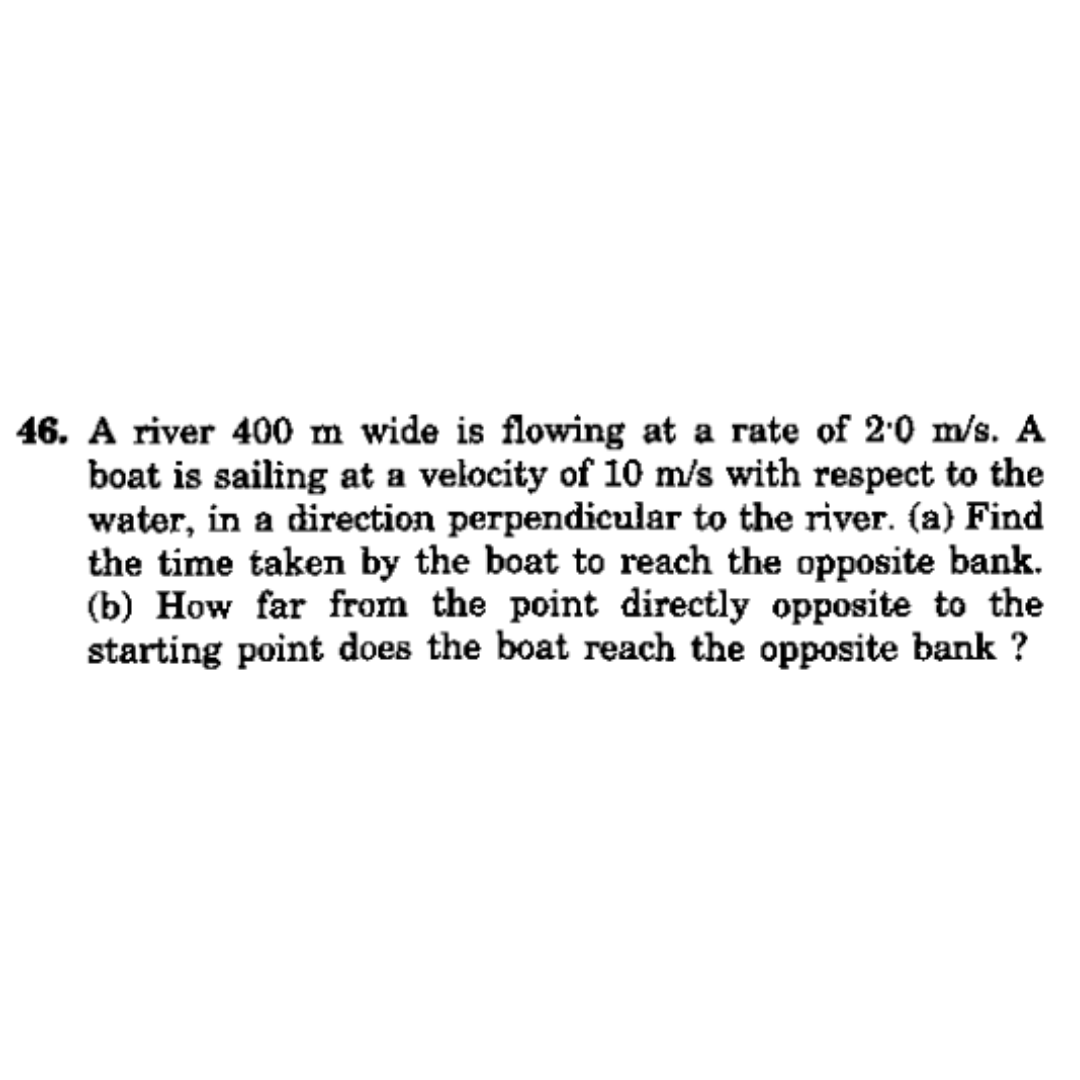 46. A river 400 m wide is flowing at a rate of 2·0 m/s. A
boat is sailing at a velocity of 10 m/s with respect to the
water, in a direction perpendicular to the river. (a) Find
the time taken by the boat to reach the opposite bank.
(b) How far from the point directly opposite to the
starting point does the boat reach the opposite bank ?